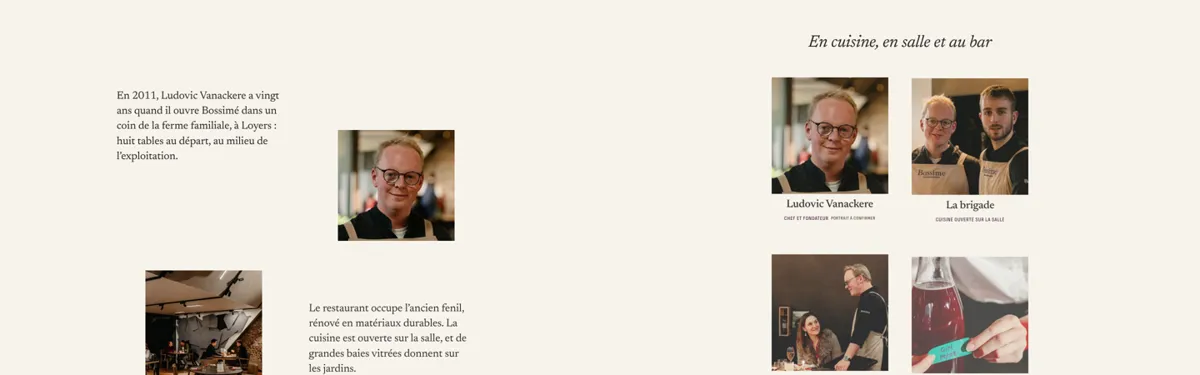 En 2011, Ludovic Vanackere a vingt
ans quand il ouvre Bossimé dans un
coin de la ferme familiale, à Loyers :
huit tables au départ, au milieu de
l'exploitation.
Le restaurant occupe l'ancien fenil,
rénové en matériaux durables. La
cuisine est ouverte sur la salle, et de
grandes baies vitrées donnent sur
les jardins.
En cuisine, en salle et au bar
Ludovic Vanackere
CHEF ET FONDATEUR PORTRAIT À CONFIRMER
Bossimé
La brigade
CUISINE OUVERTE SUR LA SALLE